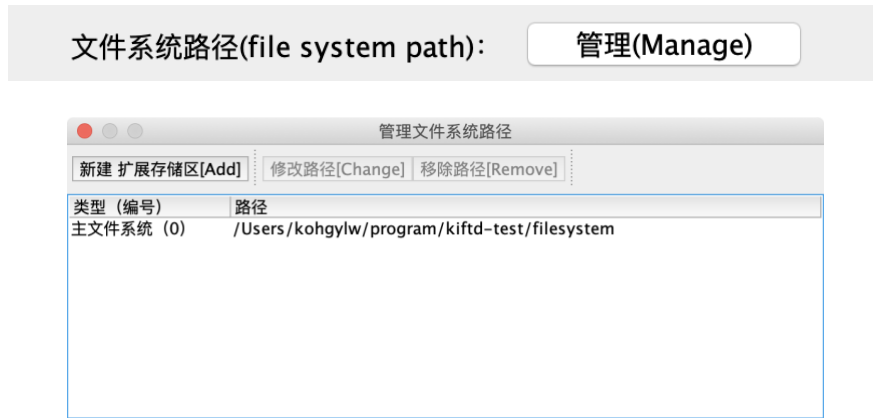 文件系统路径(file system path)： 管理(Manage)
管理文件系统路径
新建 扩展存储区[Add] 修改路径[Change] 移除路径[Remove]
类型（编号） 路径
主文件系统（0） /Users/kohgylw/program/kiftd-test/filesystem